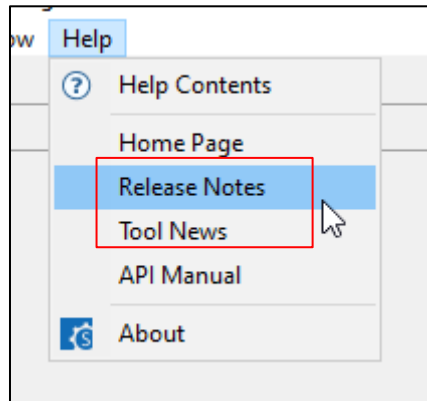 ow Help
Help Contents
Home Page
Release Notes
Tool News
API Manual
About